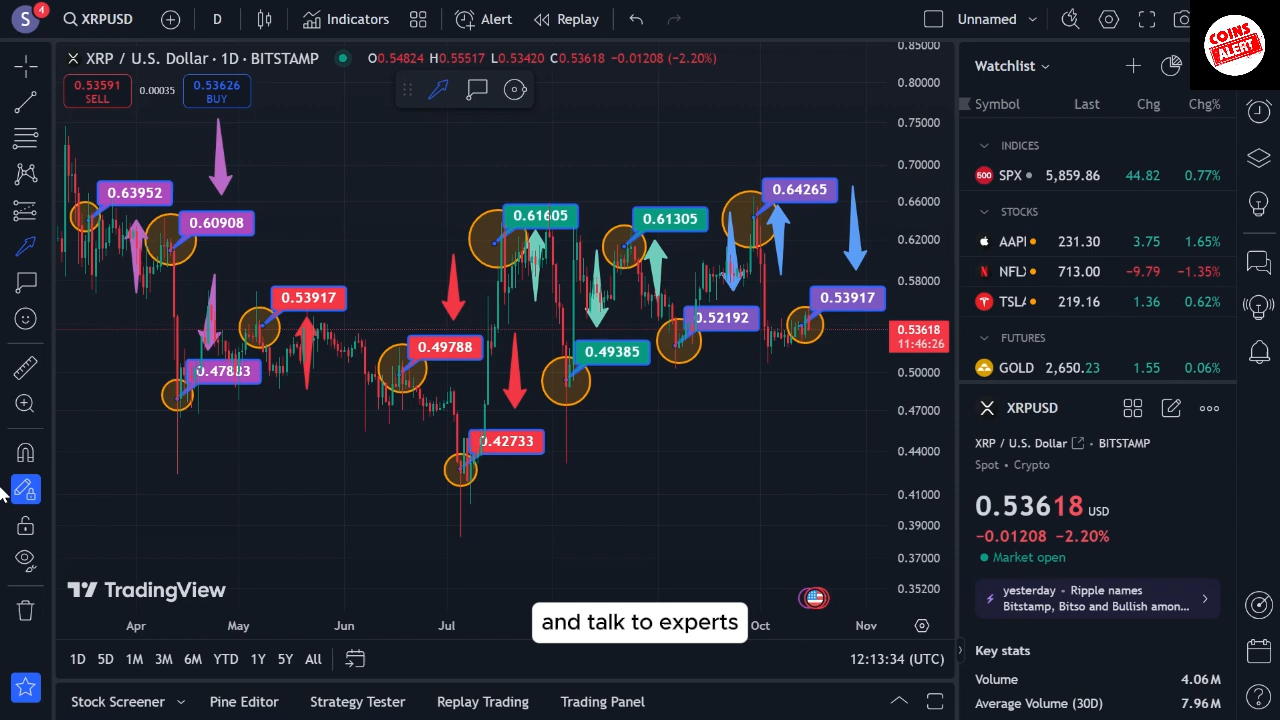 S
4
XRPUSD
D
Indicators
Alert
Replay
Unnamed
COINS
ALERT
XRP / U.S. Dollar · 1D · BITSTAMP
O0.54824 H0.55517 L0.53420 C0.53618 −0.01208 (−2.20%)
0.53591
SELL
0.00035
0.53626
BUY
0.63952
0.60908
0.47883
0.53917
0.49788
0.42733
0.61605
0.49385
0.61305
0.52192
0.64265
0.53917
0.85000
0.80000
0.75000
0.70000
0.66000
0.62000
0.58000
0.53618
11:46:26
0.50000
0.47000
0.44000
0.41000
0.39000
0.37000
0.35200
TradingView
and talk to experts
Apr
May
Jun
Jul
Oct
Nov
1D 5D 1M 3M 6M YTD 1Y 5Y All
12:13:34 (UTC)
Stock Screener
Pine Editor
Strategy Tester
Replay Trading
Trading Panel
Watchlist
Symbol Last Chg Chg%
INDICES
500 SPX 5,859.86 44.82 0.77%
STOCKS
AAPL 231.30 3.75 1.65%
NFLX 713.00 −9.79 −1.35%
TSLA 219.16 1.36 0.62%
FUTURES
GOLD 2,650.23 1.55 0.06%
XRPUSD
XRP / U.S. Dollar · BITSTAMP
Spot · Crypto
0.53618 USD
−0.01208 −2.20%
Market open
yesterday · Ripple names
Bitstamp, Bitso and Bullish amon...
Key stats
Volume 4.06M
Average Volume (30D) 7.96M